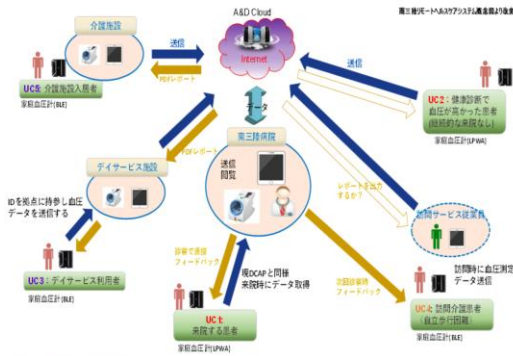 南三陸リモートヘルスケアシステム概念図より改変
介護施設
A&D Cloud
Internet
送信
PDFレポート
送信
UC5: 介護施設入居者
家庭血圧計(BLE)
UC2:健康診断で
血圧が高かった患者
(継続的な来院なし)
家庭血圧計(LPWA)
データ
デイサービス施設
PDFレポート
南三陸病院
送信
閲覧
レポートを出力
するか?
訪問サービス従業員
IDを拠点に持参し血圧
データを送信する
訪問時に血圧測定
データ送信
UC3:デイサービス利用者
家庭血圧計(BLE)
診察で直接
フィードバック
現DCAPと同様
来院時にデータ取得
次回診察時
フィードバック
UC1:
来院する患者
家庭血圧計(LPWA)
UC4: 訪問介護患者
(自立歩行困難)
家庭血圧計(BLE)